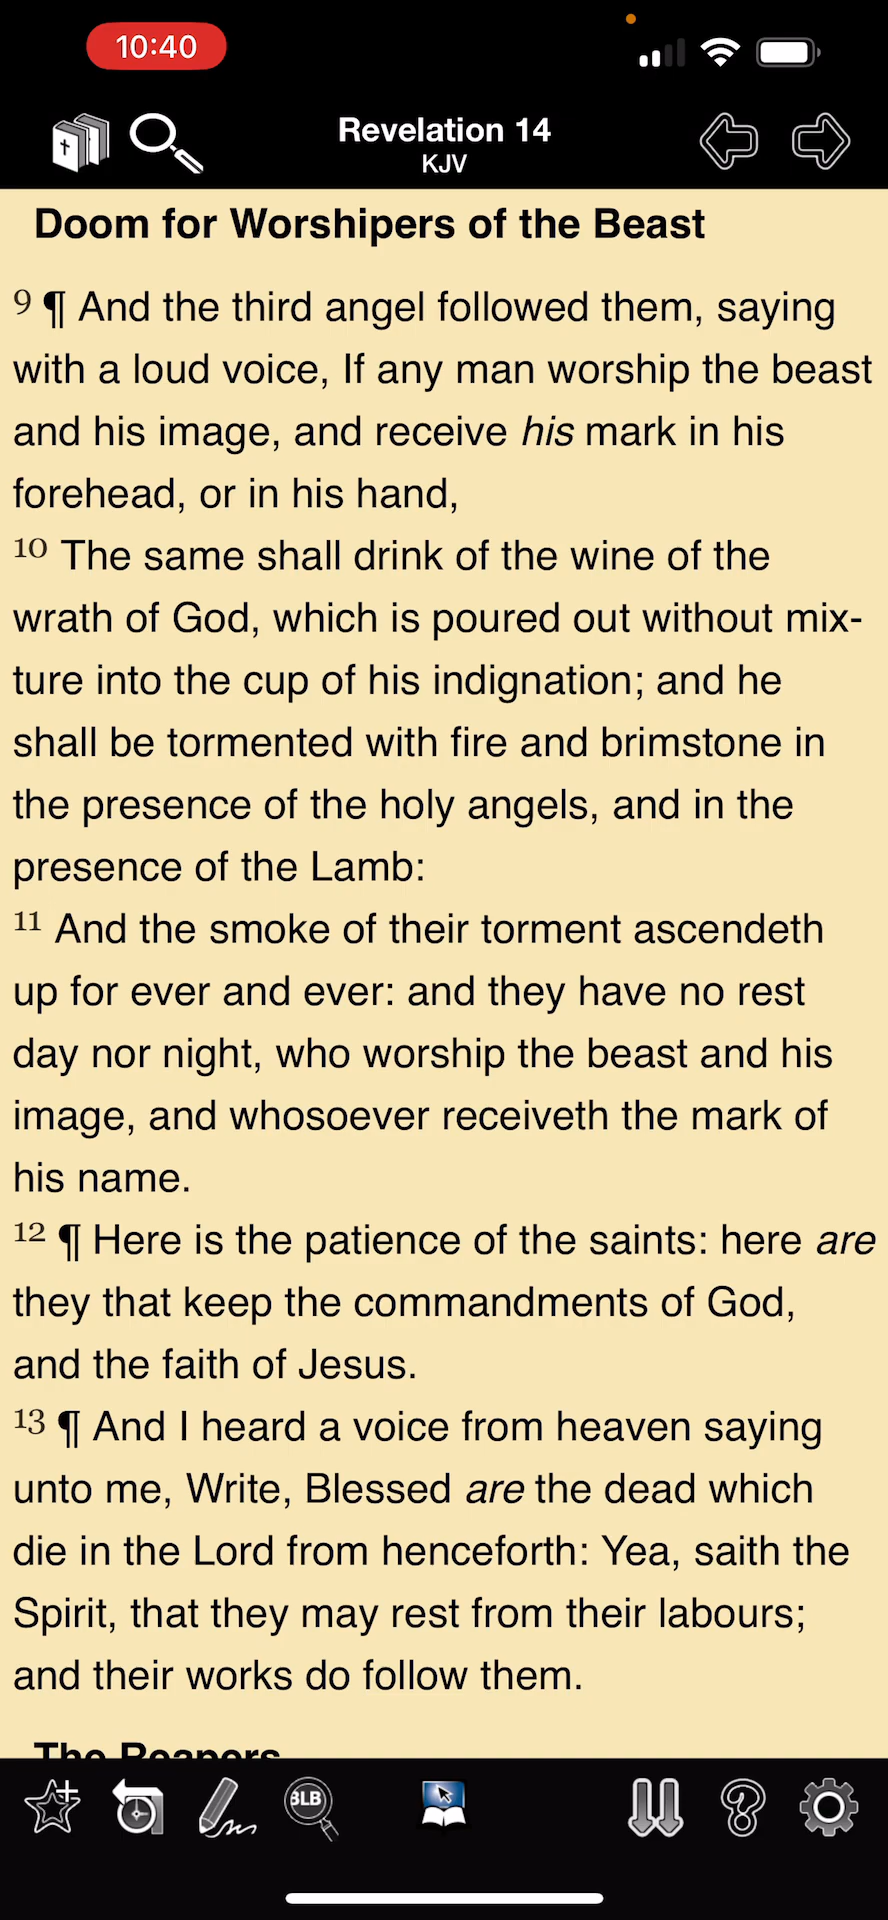 10:40
Revelation 14
KJV
Doom for Worshipers of the Beast
9 ¶ And the third angel followed them, saying
with a loud voice, If any man worship the beast
and his image, and receive his mark in his
forehead, or in his hand,
10 The same shall drink of the wine of the
wrath of God, which is poured out without mix-
ture into the cup of his indignation; and he
shall be tormented with fire and brimstone in
the presence of the holy angels, and in the
presence of the Lamb:
11 And the smoke of their torment ascendeth
up for ever and ever: and they have no rest
day nor night, who worship the beast and his
image, and whosoever receiveth the mark of
his name.
12 ¶ Here is the patience of the saints: here are
they that keep the commandments of God,
and the faith of Jesus.
13 ¶ And I heard a voice from heaven saying
unto me, Write, Blessed are the dead which
die in the Lord from henceforth: Yea, saith the
Spirit, that they may rest from their labours;
and their works do follow them.
The Reapers
BLB